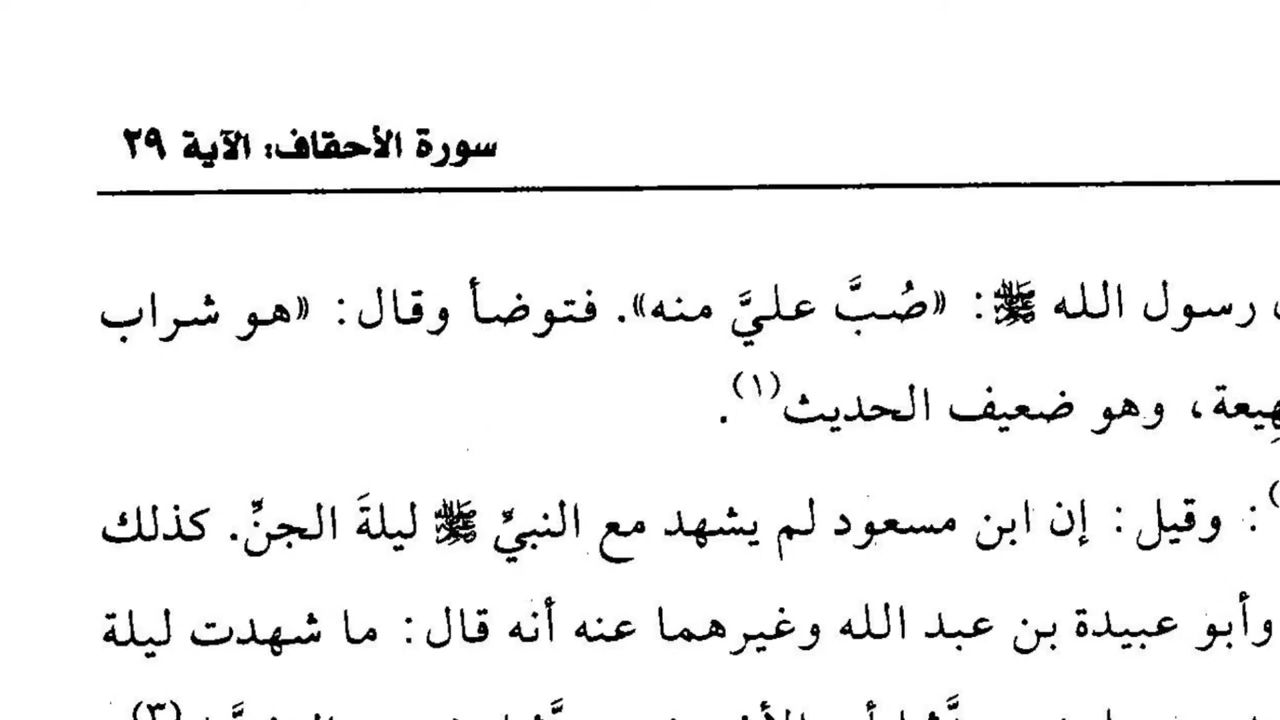 سورة الأحقاف: الآية ٢٩
رسول الله ﷺ: «صُبَّ عليَّ منه». فتوضأ وقال: «هو شراب
وهو ضعيف الحديث(١).
: وقيل: إن ابن مسعود لم يشهد مع النبيِّ ﷺ ليلةَ الجنِّ. كذلك
وأبو عبيدة بن عبد الله وغيرهما عنه أنه قال: ما شهدت ليلة